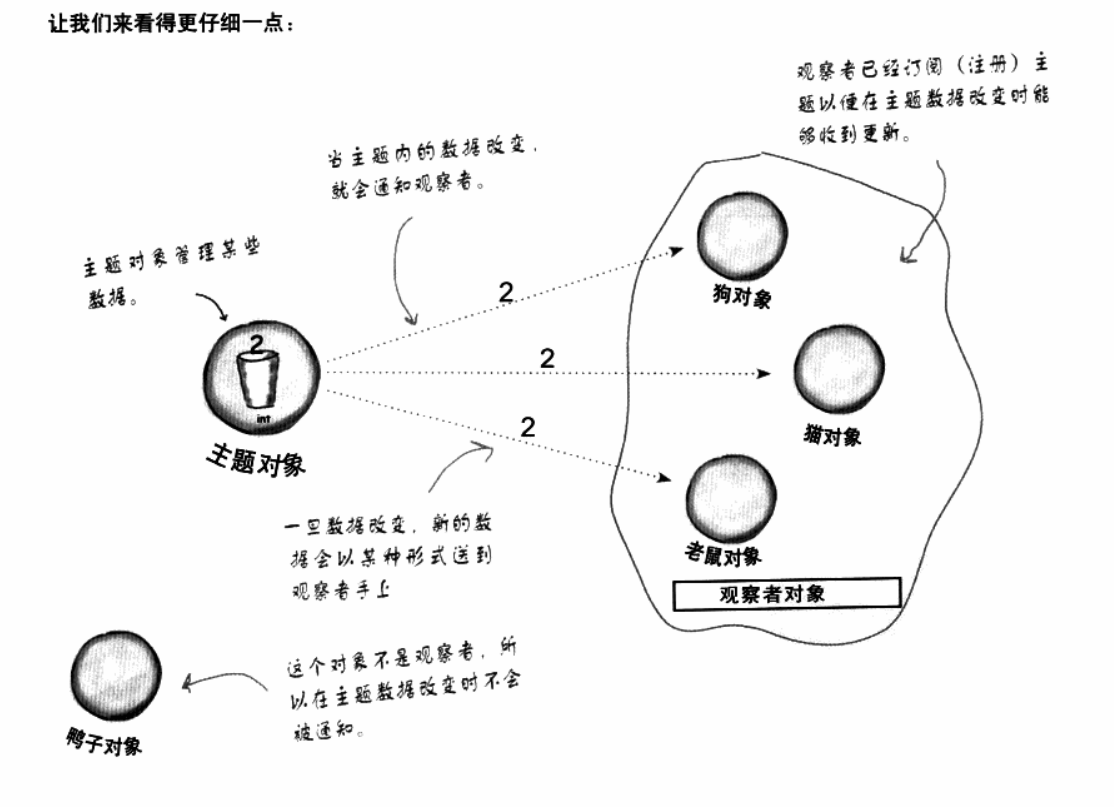 让我们来看得更仔细一点：
观察者已经订阅（注册）主
题以便在主题数据改变时能
够收到更新。
当主题内的数据改变，
就会通知观察者。
主题对象管理某些
数据。
2
int
主题对象
2
2
2
狗对象
猫对象
老鼠对象
观察者对象
一旦数据改变，新的数
据会以某种形式送到
观察者手上
这个对象不是观察者，所
以在主题数据改变时不会
被通知。
鸭子对象